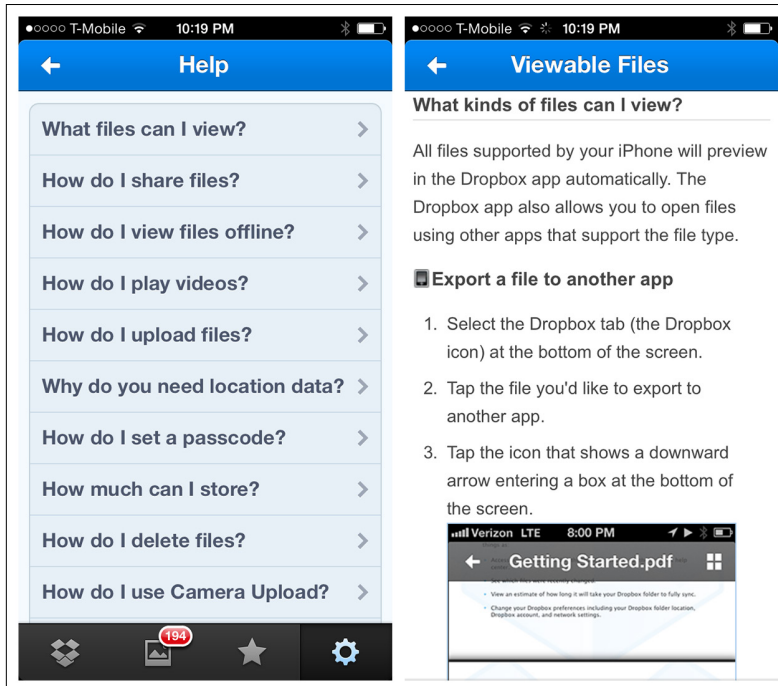 T-Mobile 10:19 PM
Help
What files can I view?
How do I share files?
How do I view files offline?
How do I play videos?
How do I upload files?
Why do you need location data?
How do I set a passcode?
How much can I store?
How do I delete files?
How do I use Camera Upload?
194
T-Mobile 10:19 PM
Viewable Files
What kinds of files can I view?
All files supported by your iPhone will preview
in the Dropbox app automatically. The
Dropbox app also allows you to open files
using other apps that support the file type.
Export a file to another app
1. Select the Dropbox tab (the Dropbox
icon) at the bottom of the screen.
2. Tap the file you'd like to export to
another app.
3. Tap the icon that shows a downward
arrow entering a box at the bottom of
the screen.
Verizon LTE 8:00 PM
Getting Started.pdf
• See which files were recently changed.
• View an estimate of how long it will take your Dropbox folder to fully sync.
• Change your Dropbox preferences including your Dropbox folder location,
Dropbox account, and network settings.